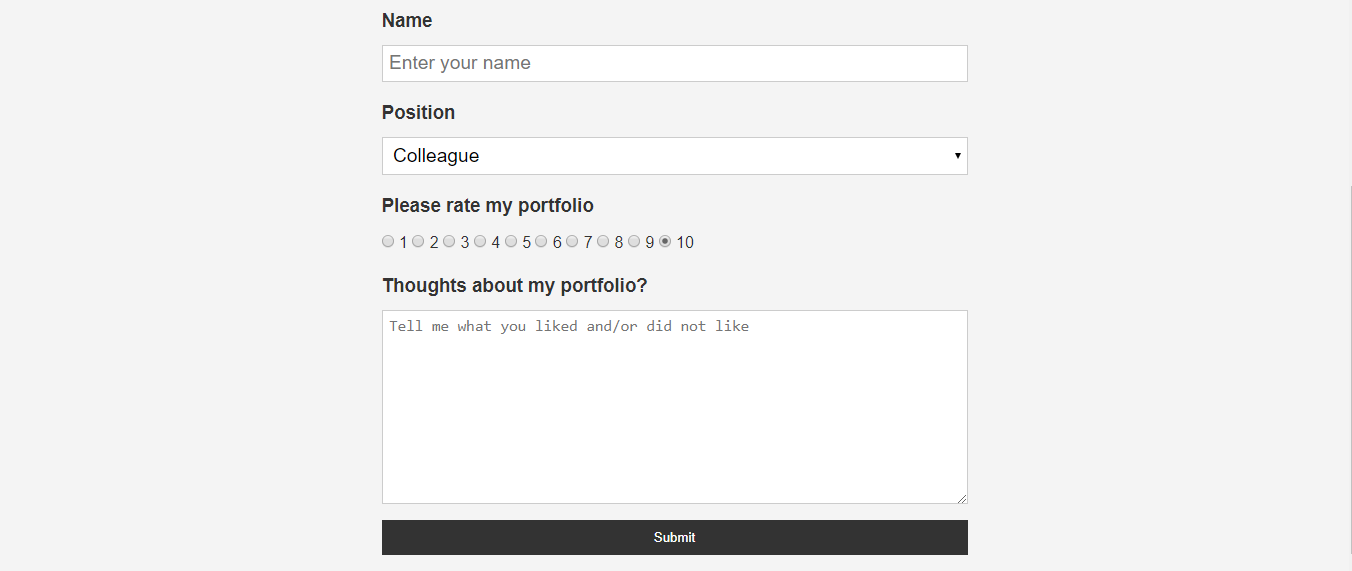 Name
Enter your name
Position
Colleague
Please rate my portfolio
1 2 3 4 5 6 7 8 9 10
Thoughts about my portfolio?
Tell me what you liked and/or did not like
Submit